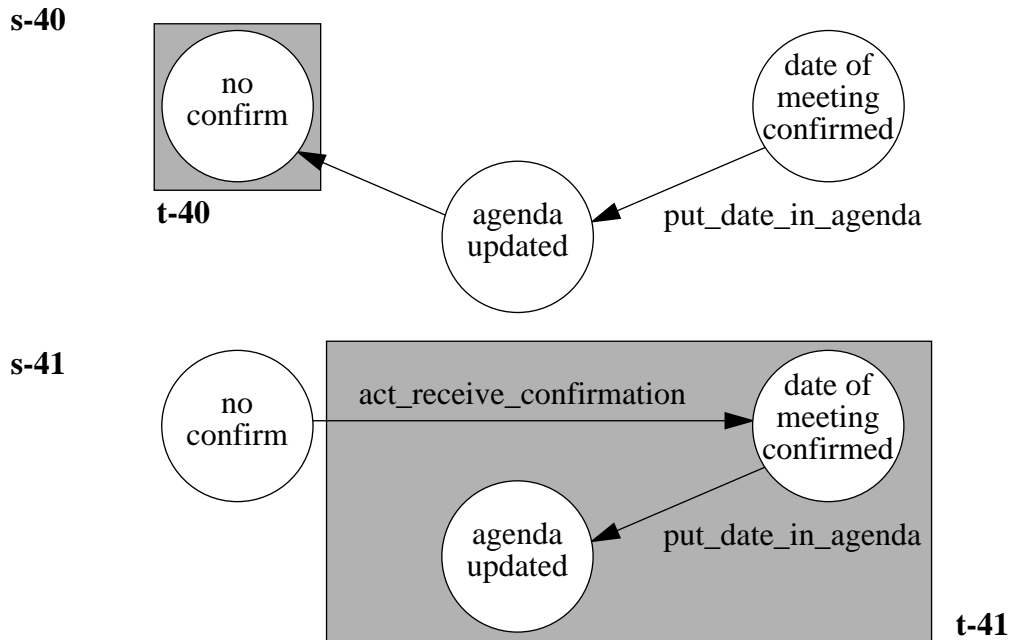 s-40
no
confirm
t-40
date of
meeting
confirmed
agenda
updated
put_date_in_agenda
s-41
no
confirm
act_receive_confirmation
date of
meeting
confirmed
agenda
updated
put_date_in_agenda
t-41